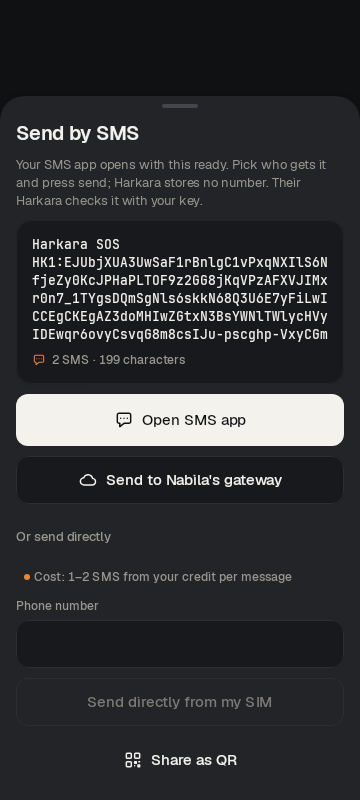 Send by SMS
Your SMS app opens with this ready. Pick who gets it
and press send; Harkara stores no number. Their
Harkara checks it with your key.
Harkara SOS
HK1:EJUbjXUA3UwSaF1rBnlgC1vPxqNXIlS6N
fjeZy0KcJPHaPLTOF9z2GG8jKqVPzAFXVJIMx
r0n7_1TYgsDQmSgNls6skkN68Q3U6E7yFiLwI
CCEgCKEgAZ3doMHIwZGtxN3BsYWNlTWlycHVy
IDEwqr6ovyCsvqG8m8csIJu-pscghp-VxyCGm
2 SMS · 199 characters
Open SMS app
Send to Nabila's gateway
Or send directly
Cost: 1–2 SMS from your credit per message
Phone number
Send directly from my SIM
Share as QR